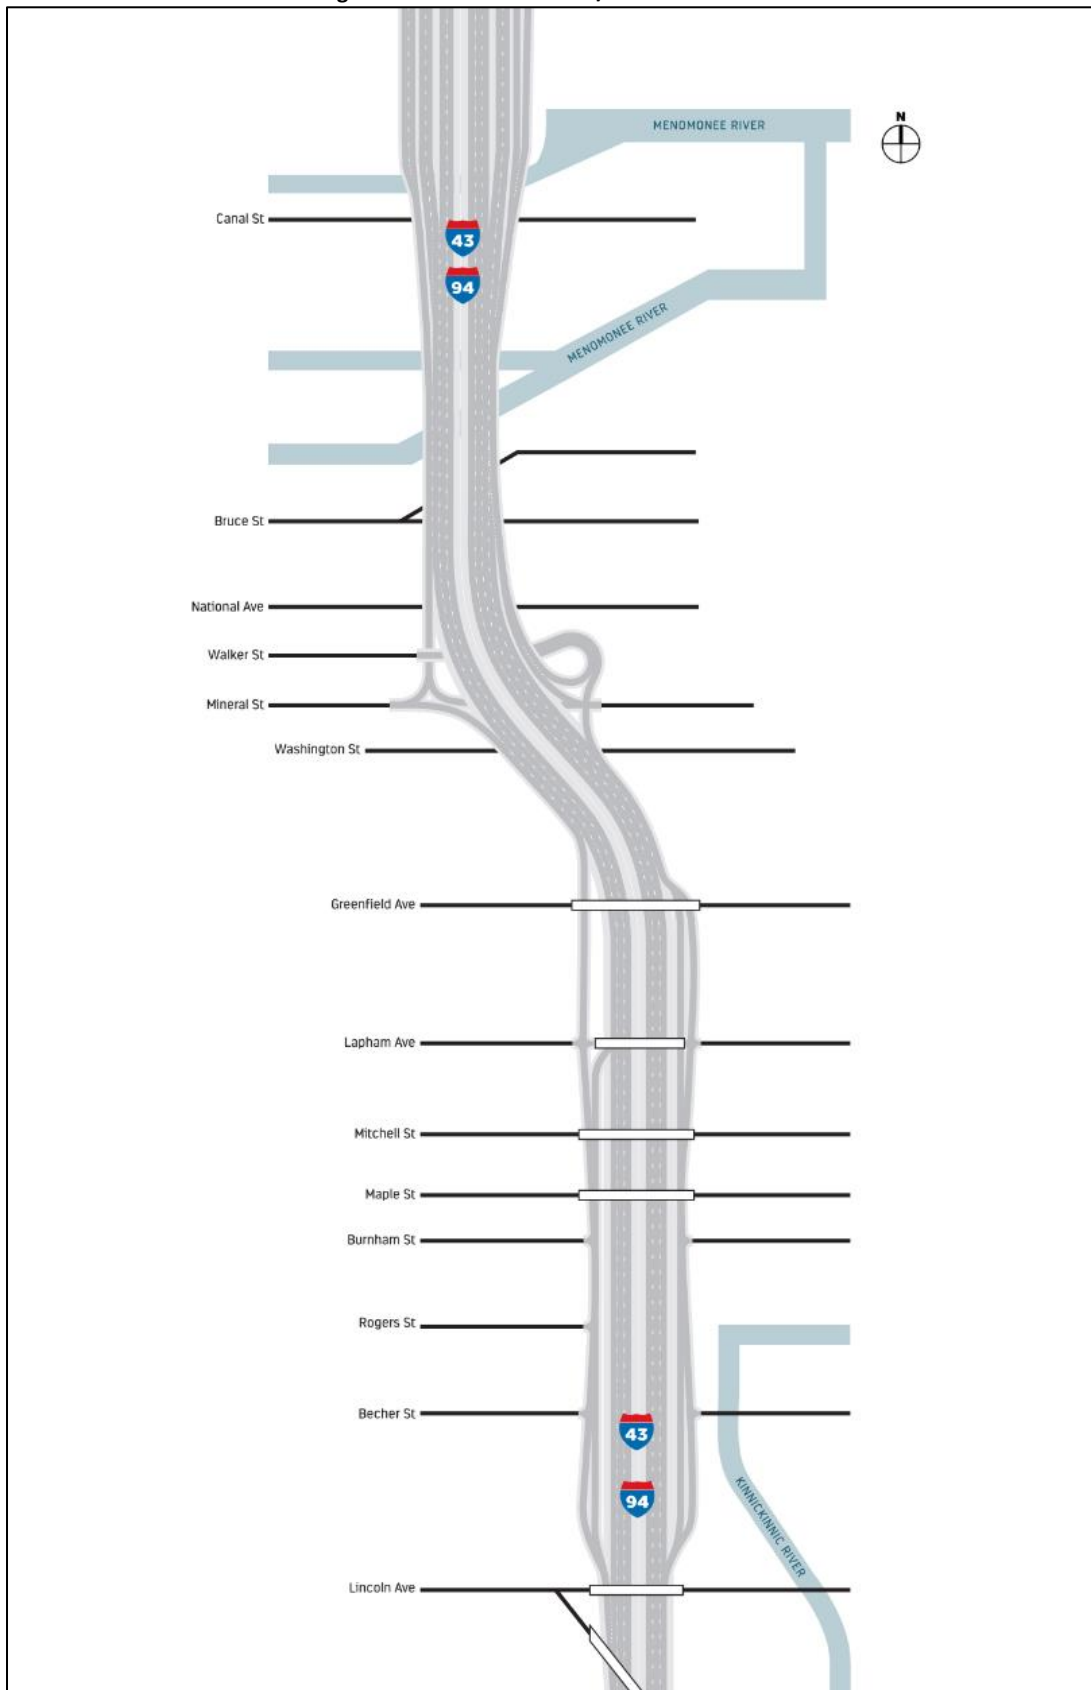 MENOMONEE RIVER
N
Canal St
43
94
MENOMONEE RIVER
Bruce St
National Ave
Walker St
Mineral St
Washington St
Greenfield Ave
Lapham Ave
Mitchell St
Maple St
Burnham St
Rogers St
Becher St
43
94
KINNICKINNIC RIVER
Lincoln Ave